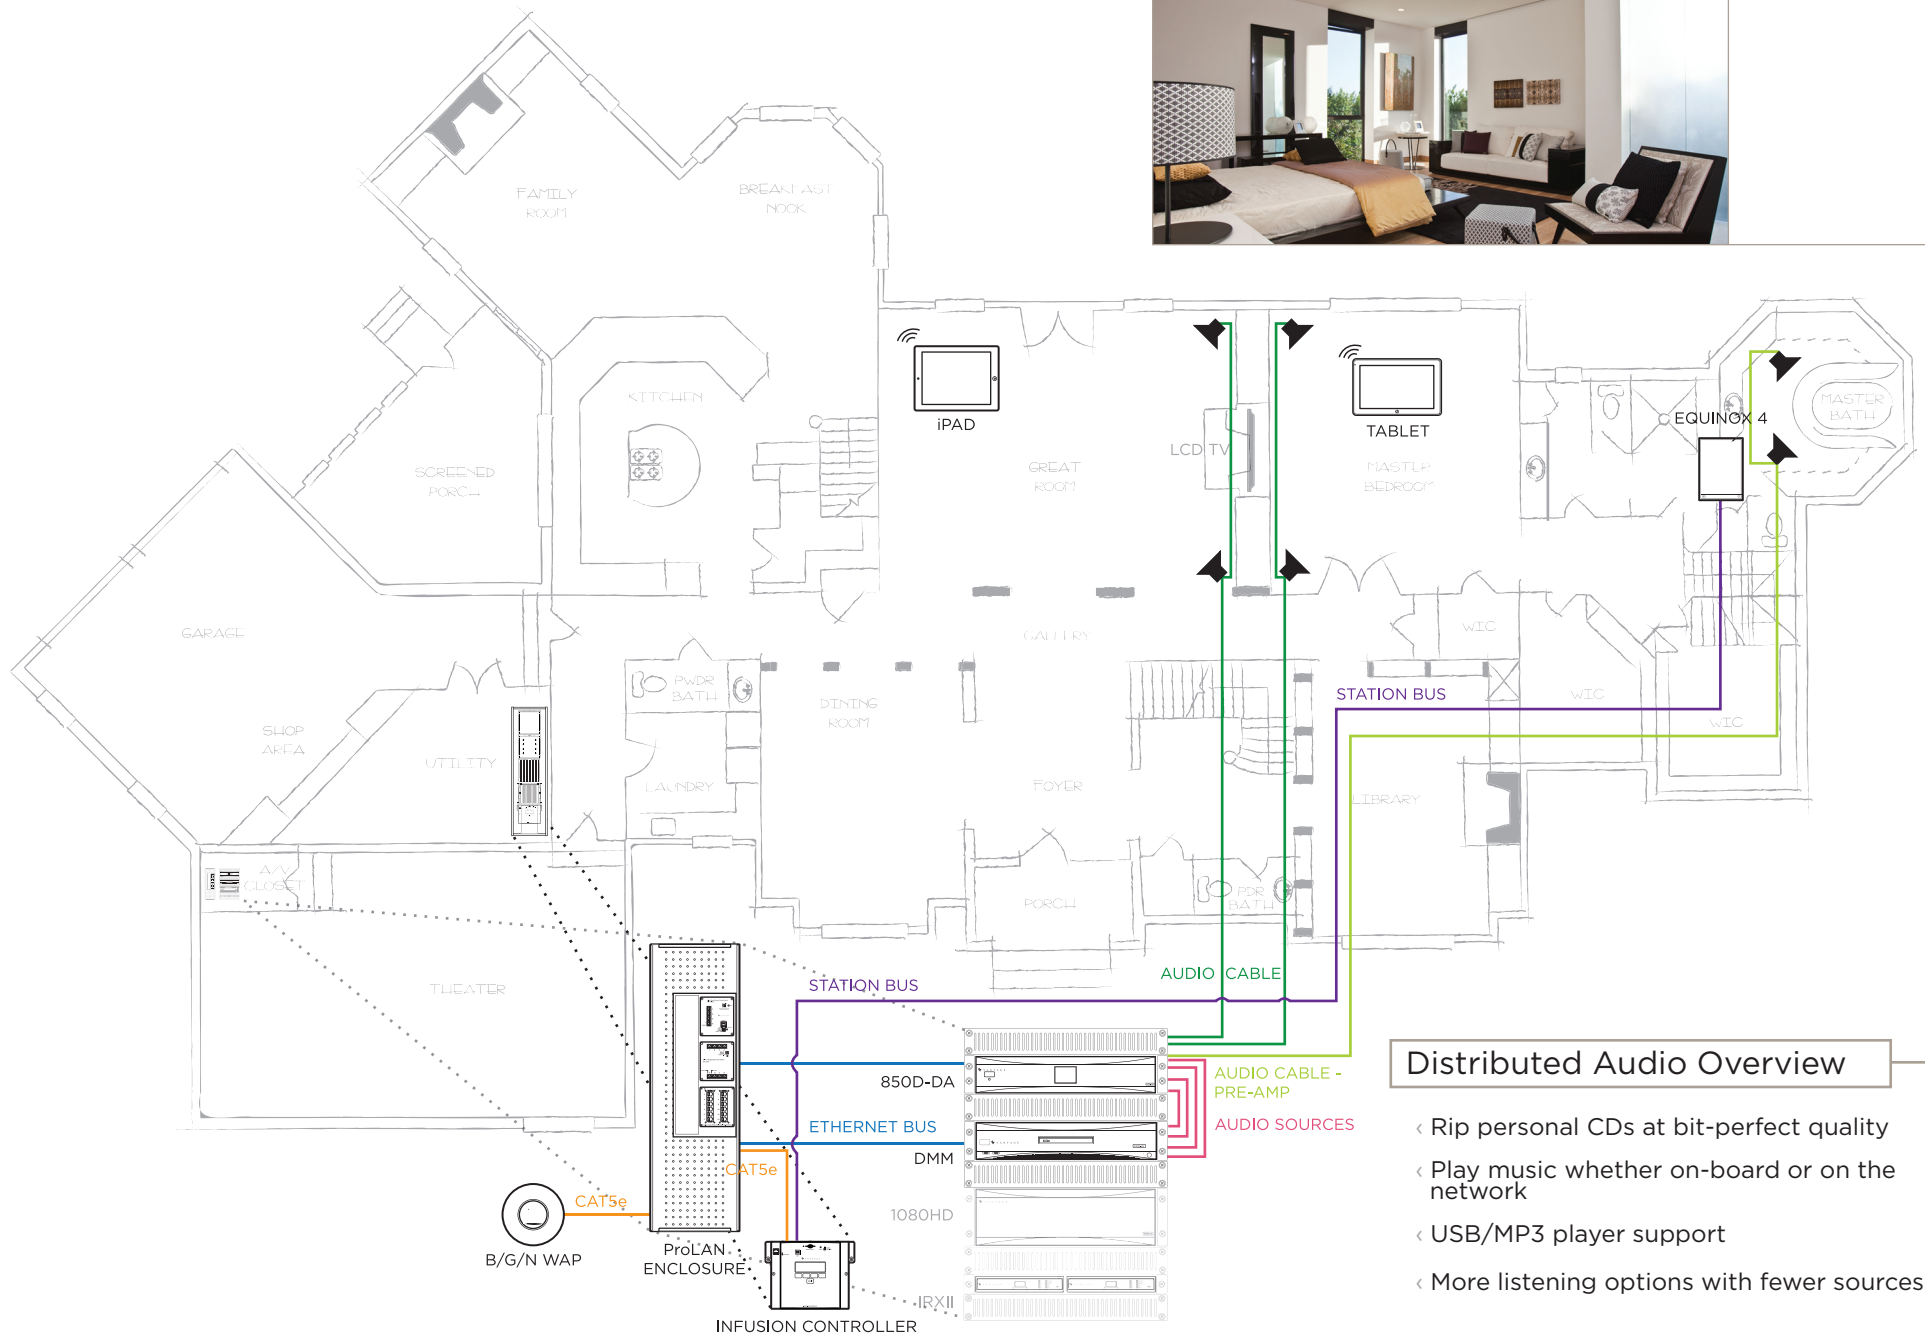 FAMILY
ROOM
BREAKFAST
NOOK
KITCHEN
SCREENED
PORCH
iPAD
GREAT
ROOM
LCD TV
TABLET
MASTER
BEDROOM
EQUINOX 4
MASTER
BATH
GARAGE
SHOP
AREA
UTILITY
PWDR
BATH
LAUNDRY
DINING
ROOM
GALLERY
FOYER
WIC
WIC
WIC
STATION BUS
LIBRARY
A/V
CLOSET
THEATER
PORCH
PDR
BATH
STATION BUS
AUDIO CABLE
850D-DA
ETHERNET BUS
DMM
CAT5e
CAT5e
B/G/N WAP
ProLAN
ENCLOSURE
INFUSION CONTROLLER
1080HD
IRXII
AUDIO CABLE -
PRE-AMP
AUDIO SOURCES
Distributed Audio Overview
‹ Rip personal CDs at bit-perfect quality
‹ Play music whether on-board or on the
network
‹ USB/MP3 player support
‹ More listening options with fewer sources